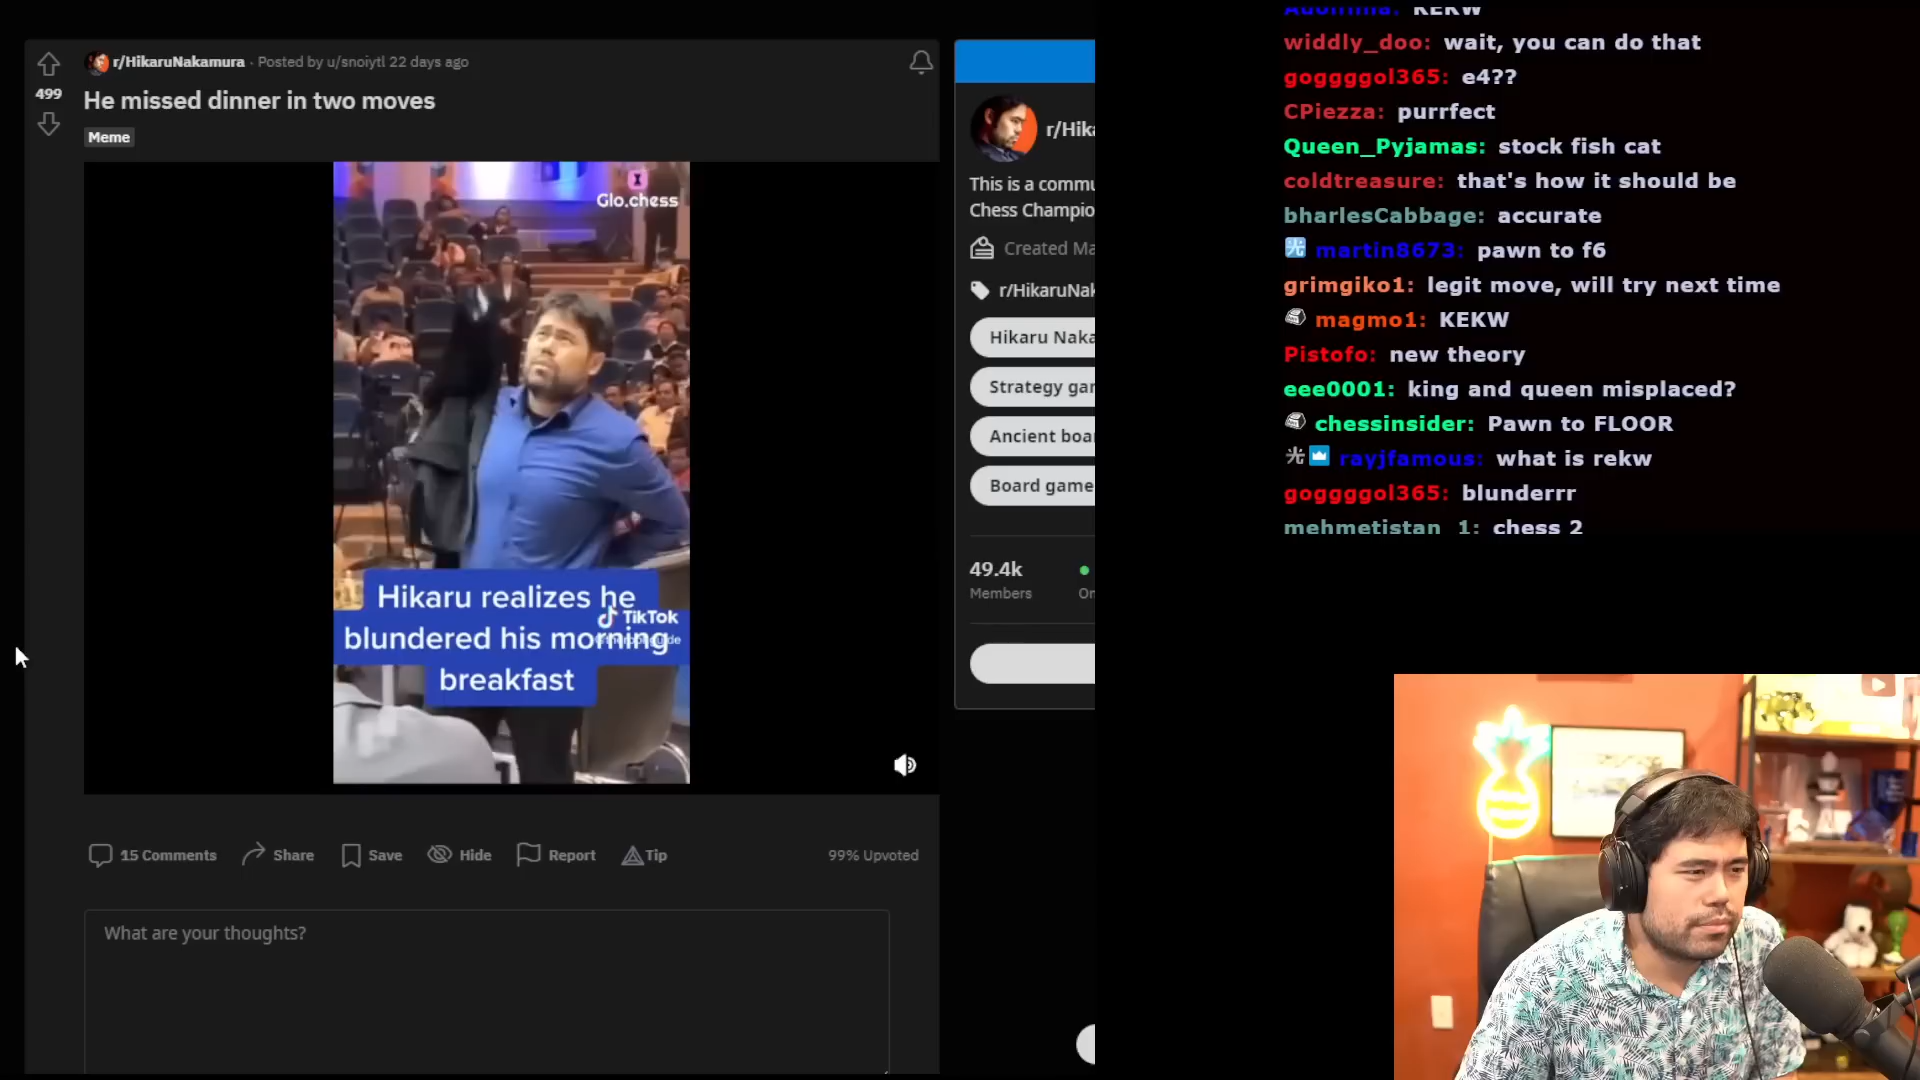 r/HikaruNakamura · Posted by u/snoiytl 22 days ago
499
He missed dinner in two moves
Meme
Glo.chess
Hikaru realizes he
blundered his morning
breakfast
TikTok
15 Comments
Share
Save
Hide
Report
Tip
99% Upvoted
What are your thoughts?
r/Hika
This is a commu
Chess Champio
Created Ma
r/HikaruNak
Hikaru Naka
Strategy gar
Ancient boar
Board game
49.4k
Members
On
KEKW
widdly_doo: wait, you can do that
goggggol365: e4??
CPiezza: purrfect
Queen_Pyjamas: stock fish cat
coldtreasure: that's how it should be
bharlesCabbage: accurate
martin8673: pawn to f6
grimgiko1: legit move, will try next time
magmo1: KEKW
Pistofo: new theory
eee0001: king and queen misplaced?
chessinsider: Pawn to FLOOR
rayjfamous: what is rekw
goggggol365: blunderrr
mehmetistan_1: chess 2